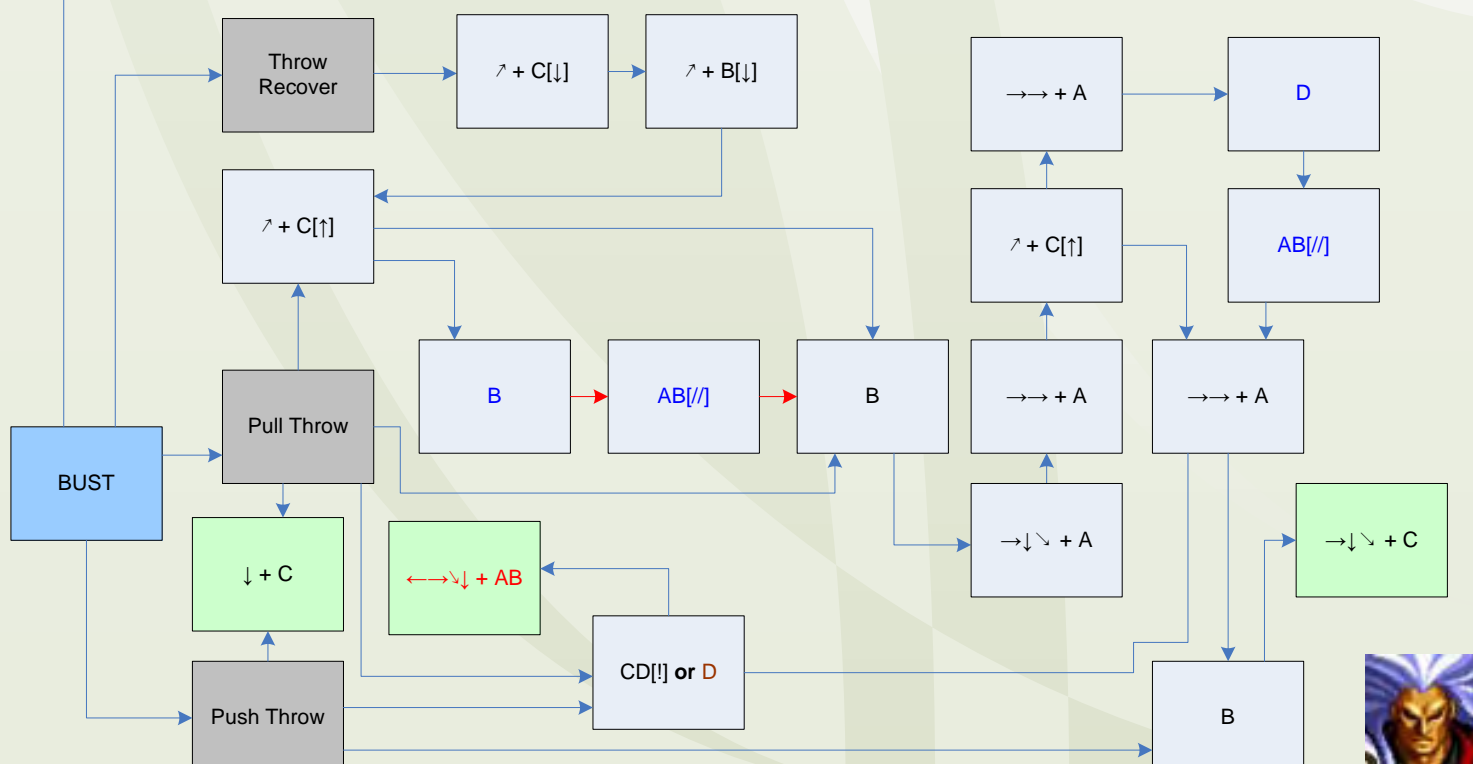 Throw
Recover
↗ + C[↓]
↗ + B[↓]
→→ + A
D
↗ + C[↑]
↗ + C[↑]
AB[//]
Pull Throw
B
AB[//]
B
→→ + A
→→ + A
BUST
↓ + C
←→↘↓ + AB
→↓↘ + A
→↓↘ + C
CD[!] or D
Push Throw
B